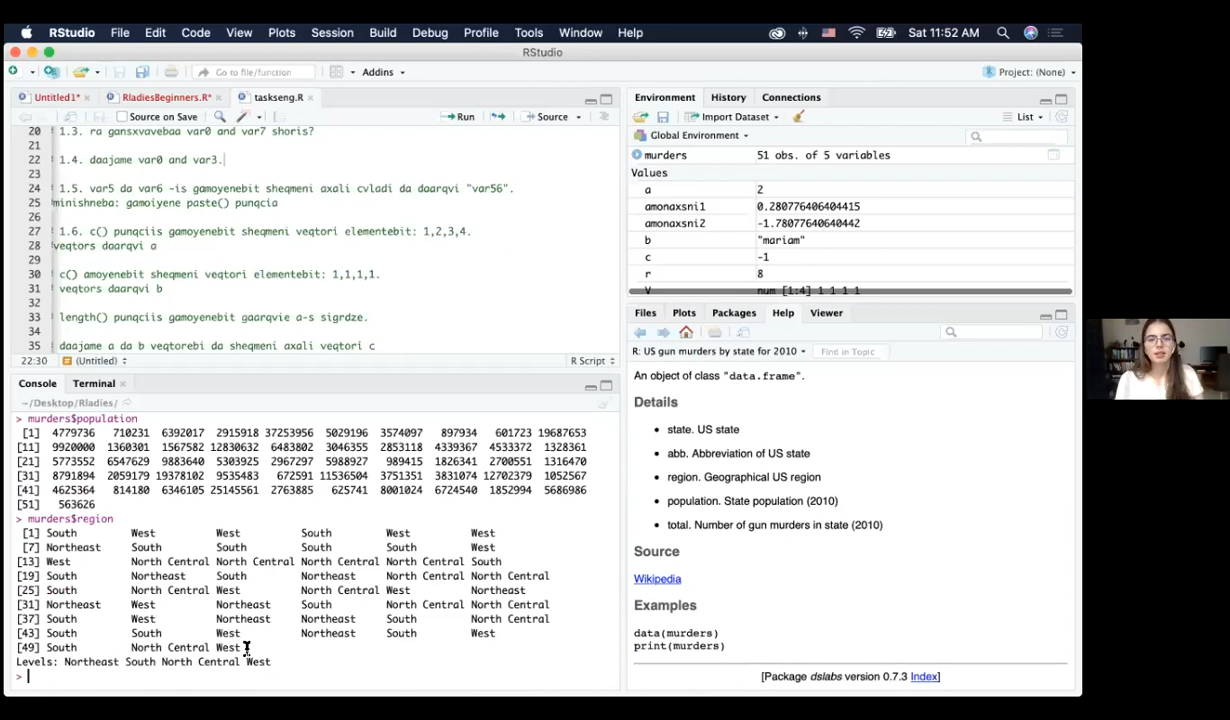 RStudio File Edit Code View Plots Session Build Debug Profile Tools Window Help Sat 11:52 AM
RStudio
Go to file/function Addins Project: (None)
Untitled1* RladiesBeginners.R* taskseng.R
Source on Save Run Source
20 # 1.3. ra gansxvavebaa var0 and var7 shoris?
21
22 # 1.4. daajame var0 and var3.
23
24 # 1.5. var5 da var6 -is gamoyenebit sheqmeni axali cvladi da daarqvi "var56".
25 #minishneba: gamoiyene paste() punqcia
26
27 # 1.6. c() punqciis gamoyenebit sheqmeni veqtori elementebit: 1,2,3,4.
28 #veqtors daarqvi a
29
30 # c() amoyenebit sheqmeni veqtori elementebit: 1,1,1,1.
31 # veqtors daarqvi b
32
33 # length() punqciis gamoyenebit gaarqvie a-s sigrdze.
34
35 # daajame a da b veqtorebi da sheqmeni axali veqtori c
22:30 (Untitled) R Script
Console Terminal
~/Desktop/Rladies/
> murders$population
[1] 4779736 710231 6392017 2915918 37253956 5029196 3574097 897934 601723 19687653
[11] 9920000 1360301 1567582 12830632 6483802 3046355 2853118 4339367 4533372 1328361
[21] 5773552 6547629 9883640 5303925 2967297 5988927 989415 1826341 2700551 1316470
[31] 8791894 2059179 19378102 9535483 672591 11536504 3751351 3831074 12702379 1052567
[41] 4625364 814180 6346105 25145561 2763885 625741 8001024 6724540 1852994 5686986
[51] 563626
> murders$region
[1] South West West South West West
[7] Northeast South South South South West
[13] West North Central North Central North Central North Central South
[19] South Northeast South Northeast North Central North Central
[25] South North Central West North Central West Northeast
[31] Northeast West Northeast South North Central North Central
[37] South West Northeast Northeast South North Central
[43] South South West Northeast South West
[49] South North Central West
Levels: Northeast South North Central West
>
Environment History Connections
Import Dataset List
Global Environment
murders 51 obs. of 5 variables
Values
a 2
amonaxsni1 0.280776406404415
amonaxsni2 -1.78077640640442
b "mariam"
c -1
r 8
V num [1:4] 1 1 1 1
Files Plots Packages Help Viewer
R: US gun murders by state for 2010 Find in Topic
An object of class "data.frame".
Details
• state. US state
• abb. Abbreviation of US state
• region. Geographical US region
• population. State population (2010)
• total. Number of gun murders in state (2010)
Source
Wikipedia
Examples
data(murders)
print(murders)
[Package dslabs version 0.7.3 Index]